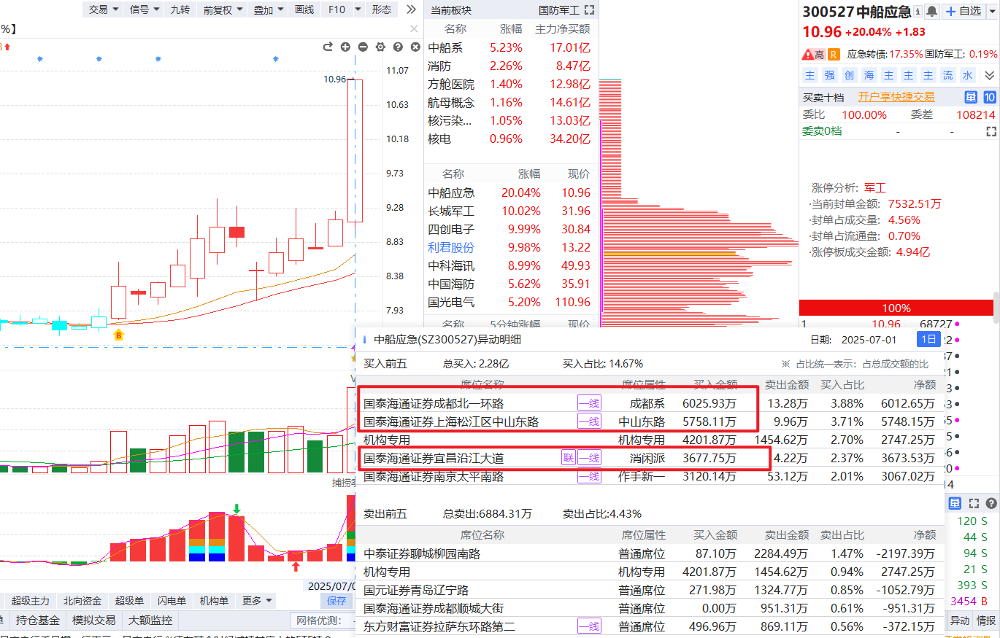 交易 信号 九转 前复权 叠加 画线 F10 形态
%】
10.96
11.07
10.63
10.18
9.73
9.28
8.83
8.38
7.93
B
2025/07/0
超级主力 北向资金 超级单 闪电单 机构单 更多 保存
持仓基金 模拟交易 大额监控 网格优测:
当前板块 国防军工
名称 涨幅 主力净买额
中船系 5.23% 17.01亿
消防 2.26% 8.47亿
方舱医院 1.40% 12.98亿
航母概念 1.16% 14.61亿
核污染... 1.05% 13.03亿
核电 0.96% 34.20亿
名称 涨幅 现价
中船应急 20.04% 10.96
长城军工 10.02% 31.96
四创电子 9.99% 30.84
利君股份 9.98% 13.22
中科海讯 8.99% 49.93
中国海防 5.62% 35.91
国光电气 5.20% 110.96
名称 5分钟涨幅 现价
300527 中船应急 自选
10.96 +20.04% +1.83
高 R 应急转债: 17.35% 国防军工: 0.19%
主 强 创 海 主 主 主 流 水
买卖十档 开户享快捷交易 量 10
委比 100.00% 委差 108214
委卖0档 - -
涨停分析: 军工
·当前封单金额: 7532.51万
·封单占成交量: 4.56%
·封单占流通盘: 0.70%
·涨停板成交金额: 4.94亿
100%
1 10.96 68727
中船应急(SZ300527)异动明细 日期: 2025-07-01 1日
买入前五 总买入: 2.28亿 买入占比: 14.67% ※ 占比统一表示: 占总成交额的比
席位名称 席位属性 买入金额 卖出金额 买入占比 净额
国泰海通证券成都北一环路 一线 成都系 6025.93万 13.28万 3.88% 6012.65万
国泰海通证券上海松江区中山东路 一线 中山东路 5758.11万 9.96万 3.71% 5748.15万
机构专用 机构专用 4201.87万 1454.62万 2.70% 2747.25万
国泰海通证券宜昌沿江大道 联 一线 消闲派 3677.75万 4.22万 2.37% 3673.53万
国泰海通证券南京太平南路 一线 作手新一 3120.14万 53.12万 2.01% 3067.02万
卖出前五 总卖出:6884.31万 卖出占比:4.43%
席位名称 席位属性 买入金额 卖出金额 卖出占比 净额
中泰证券聊城柳园南路 普通席位 87.10万 2284.49万 1.47% -2197.39万
机构专用 机构专用 4201.87万 1454.62万 0.94% 2747.25万
国元证券青岛辽宁路 普通席位 271.98万 1324.77万 0.85% -1052.79万
国泰海通证券成都顺城大街 普通席位 0.00万 951.31万 0.61% -951.31万
东方财富证券拉萨东环路第二 一线 普通席位 496.96万 869.11万 0.56% -372.15万
量
120 S
44 S
94 S
21 S
393 S
3454 B
异动 情报